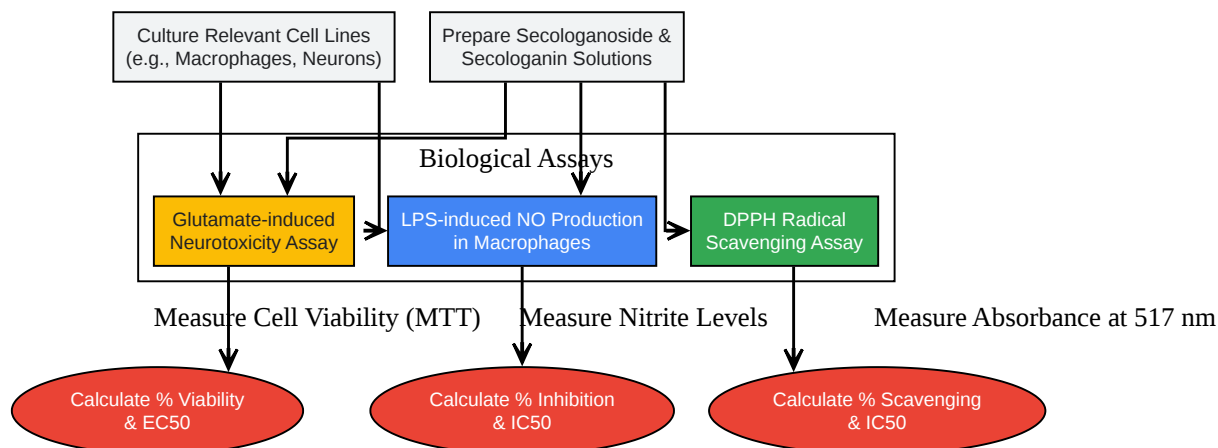 Culture Relevant Cell Lines
(e.g., Macrophages, Neurons)
Prepare Secologanoside &
Secologanin Solutions
Biological Assays
Glutamate-induced
Neurotoxicity Assay
LPS-induced NO Production
in Macrophages
DPPH Radical
Scavenging Assay
Measure Cell Viability (MTT)
Measure Nitrite Levels
Measure Absorbance at 517 nm
Calculate % Viability
& EC50
Calculate % Inhibition
& IC50
Calculate % Scavenging
& IC50